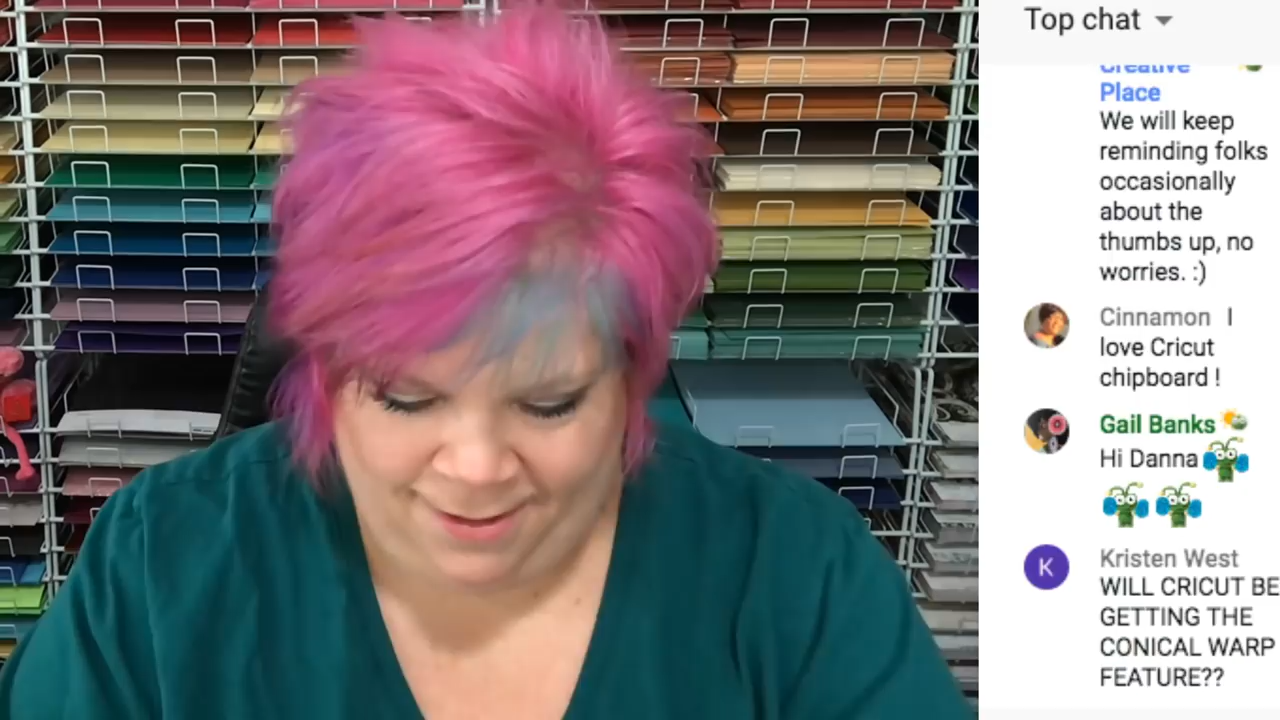 Top chat
Creative
Place
We will keep
reminding folks
occasionally
about the
thumbs up, no
worries. :)
Cinnamon I
love Cricut
chipboard !
Gail Banks
Hi Danna
K
Kristen West
WILL CRICUT BE
GETTING THE
CONICAL WARP
FEATURE??